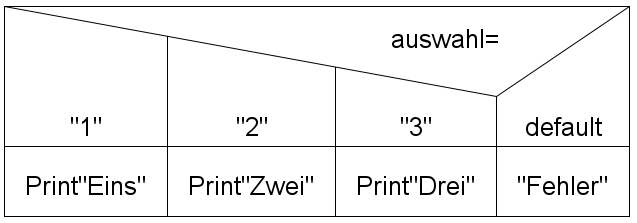 auswahl=
"1" "2" "3" default
Print"Eins" Print"Zwei" Print"Drei" "Fehler"